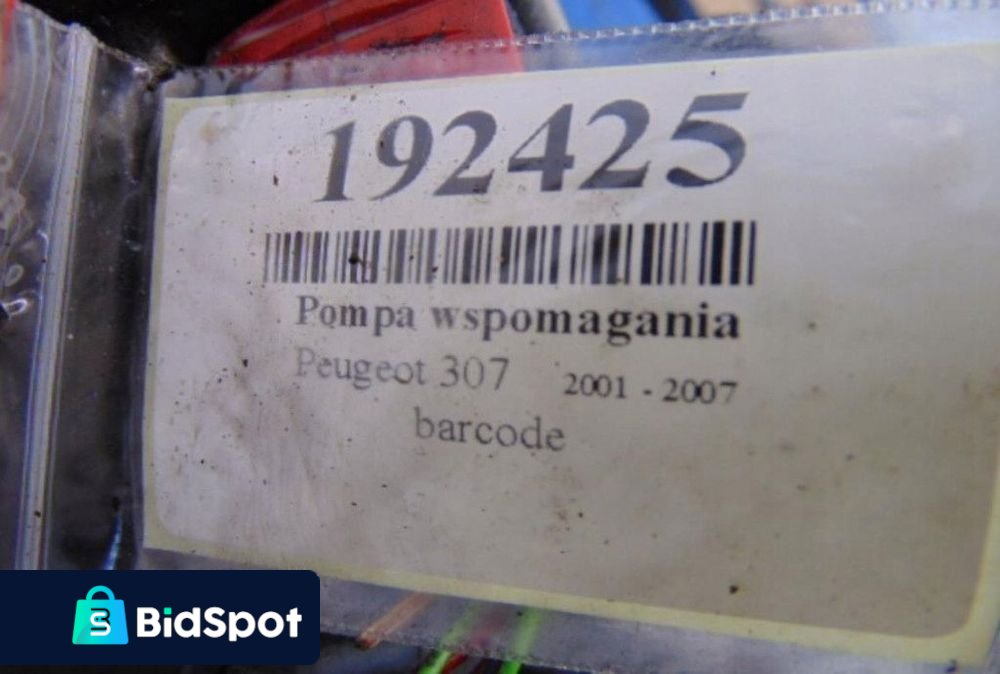 192425
Pompa wspomagania
Peugeot 307 2001 - 2007
barcode
BidSpot